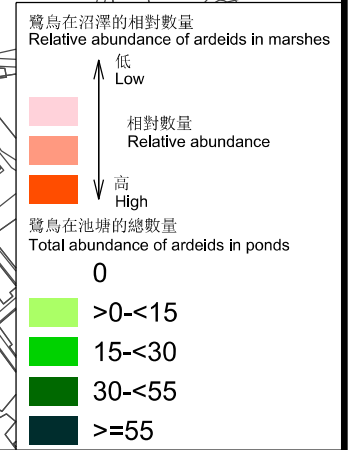 鷺鳥在沼澤的相對數量
Relative abundance of ardeids in marshes
低
Low
相對數量
Relative abundance
高
High
鷺鳥在池塘的總數量
Total abundance of ardeids in ponds
0
>0-<15
15-<30
30-<55
>=55